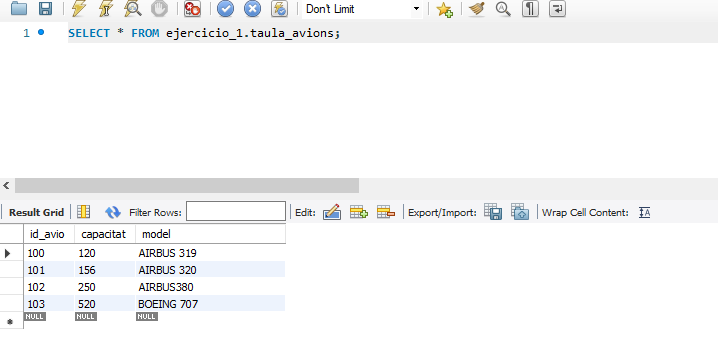 Don't Limit
1 SELECT * FROM ejercicio_1.taula_avions;
Result Grid Filter Rows: Edit: Export/Import: Wrap Cell Content:
id_avio capacitat model
100 120 AIRBUS 319
101 156 AIRBUS 320
102 250 AIRBUS380
103 520 BOEING 707
NULL NULL NULL